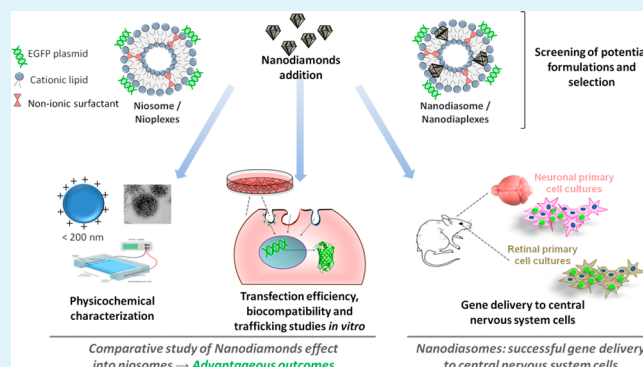 EGFP plasmid
Cationic lipid
Non-ionic surfactant
Niosome /
Nioplexes
Nanodiamonds
addition
Nanodiasome /
Nanodiaplexes
Screening of potential
formulations and
selection
+ + + + + + + + + + + +
< 200 nm
Physicochemical
characterization
Transfection efficiency,
biocompatibility and
trafficking studies in vitro
Neuronal primary
cell cultures
Retinal primary
cell cultures
Gene delivery to central
nervous system cells
Comparative study of Nanodiamonds effect
into niosomes → Advantageous outcomes
Nanodiasomes: successful gene delivery
to central nervous system cells